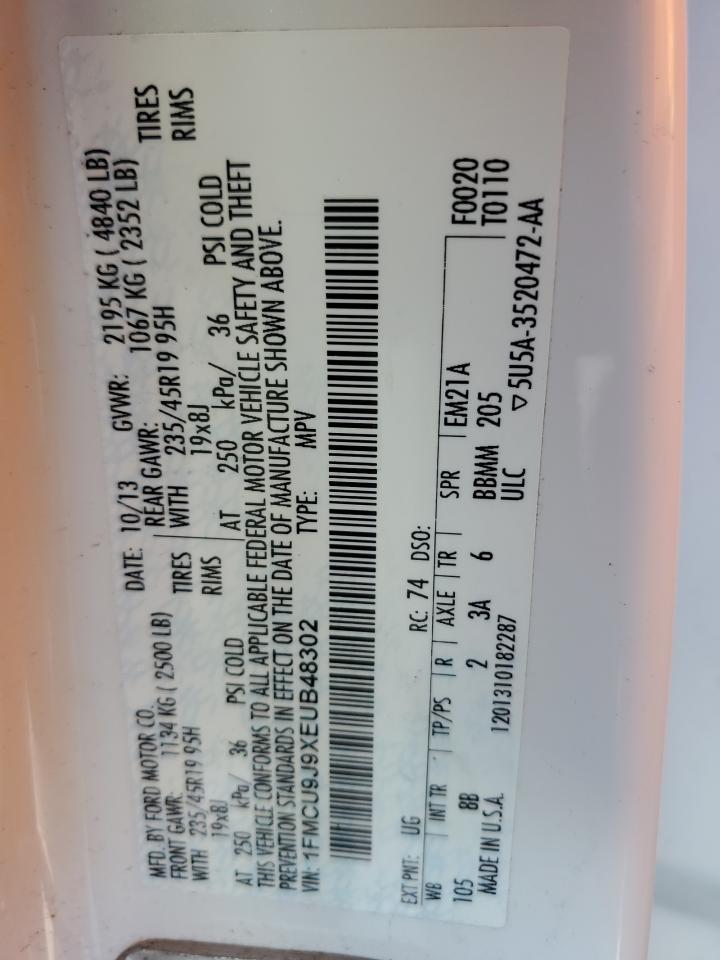 MFD. BY FORD MOTOR CO.
DATE: 10/13 GVWR: 2195 KG ( 4840 LB)
FRONT GAWR: 1134 KG ( 2500 LB)
REAR GAWR: 1067 KG ( 2352 LB)
WITH 235/45R19 95H TIRES
WITH 235/45R19 95H TIRES
19x8J RIMS
19x8J RIMS
AT 250 kPa/ 36 PSI COLD
AT 250 kPa/ 36 PSI COLD
THIS VEHICLE CONFORMS TO ALL APPLICABLE FEDERAL MOTOR VEHICLE SAFETY AND THEFT
PREVENTION STANDARDS IN EFFECT ON THE DATE OF MANUFACTURE SHOWN ABOVE.
VIN: 1FMCU9J9XEUB48302 TYPE: MPV
EXT PNT: UG RC: 74 DSO:
WB INT TR TP/PS R AXLE TR SPR EM21A F0020
105 8B 2 3A 6 BBMM 205 T0110
MADE IN U.S.A. 1201310182287 ULC ▽5U5A-3520472-AA